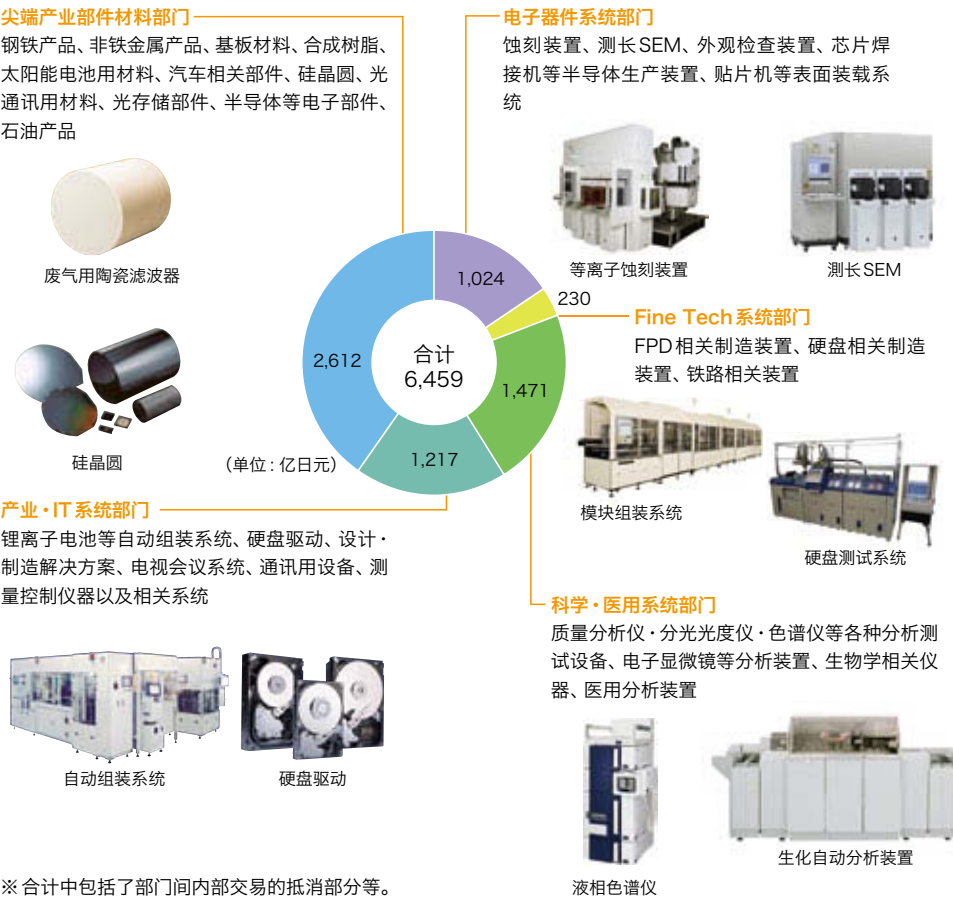 尖端产业部件材料部门
钢铁产品、非铁金属产品、基板材料、合成树脂、
太阳能电池用材料、汽车相关部件、硅晶圆、光
通讯用材料、光存储部件、半导体等电子部件、
石油产品
废气用陶瓷滤波器
硅晶圆
电子器件系统部门
蚀刻装置、测长SEM、外观检查装置、芯片焊
接机等半导体生产装置、贴片机等表面装载系
统
等离子蚀刻装置
測长SEM
1,024
230
2,612
合计
6,459
1,471
1,217
(单位:亿日元)
Fine Tech系统部门
FPD相关制造装置、硬盘相关制造
装置、铁路相关装置
模块组装系统
硬盘测试系统
产业・IT系统部门
锂离子电池等自动组装系统、硬盘驱动、设计・
制造解决方案、电视会议系统、通讯用设备、测
量控制仪器以及相关系统
自动组装系统
硬盘驱动
科学・医用系统部门
质量分析仪・分光光度仪・色谱仪等各种分析测
试设备、电子显微镜等分析装置、生物学相关仪
器、医用分析装置
液相色谱仪
生化自动分析装置
※合计中包括了部门间内部交易的抵消部分等。